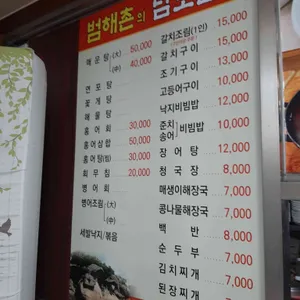 범해촌의
매운탕 (大) 50,000
(中) 40,000
연포탕
꽃게탕
해물탕
홍어회 30,000
홍어삼합 50,000
홍어탕 30,000
회무침 20,000
병어회
병어조림 (大)
(中)
세발낙지/볶음
갈치조림(1인) 15,000
갈치구이 15,000
조기구이 13,000
고등어구이 10,000
낙지비빔밥 12,000
준치 비빔밥 10,000
송어
장어탕 12,000
청국장 8,000
매생이해장국 7,000
콩나물해장국 7,000
백반 8,000
순두부 7,000
김치찌개 7,000
된장찌개 7,000